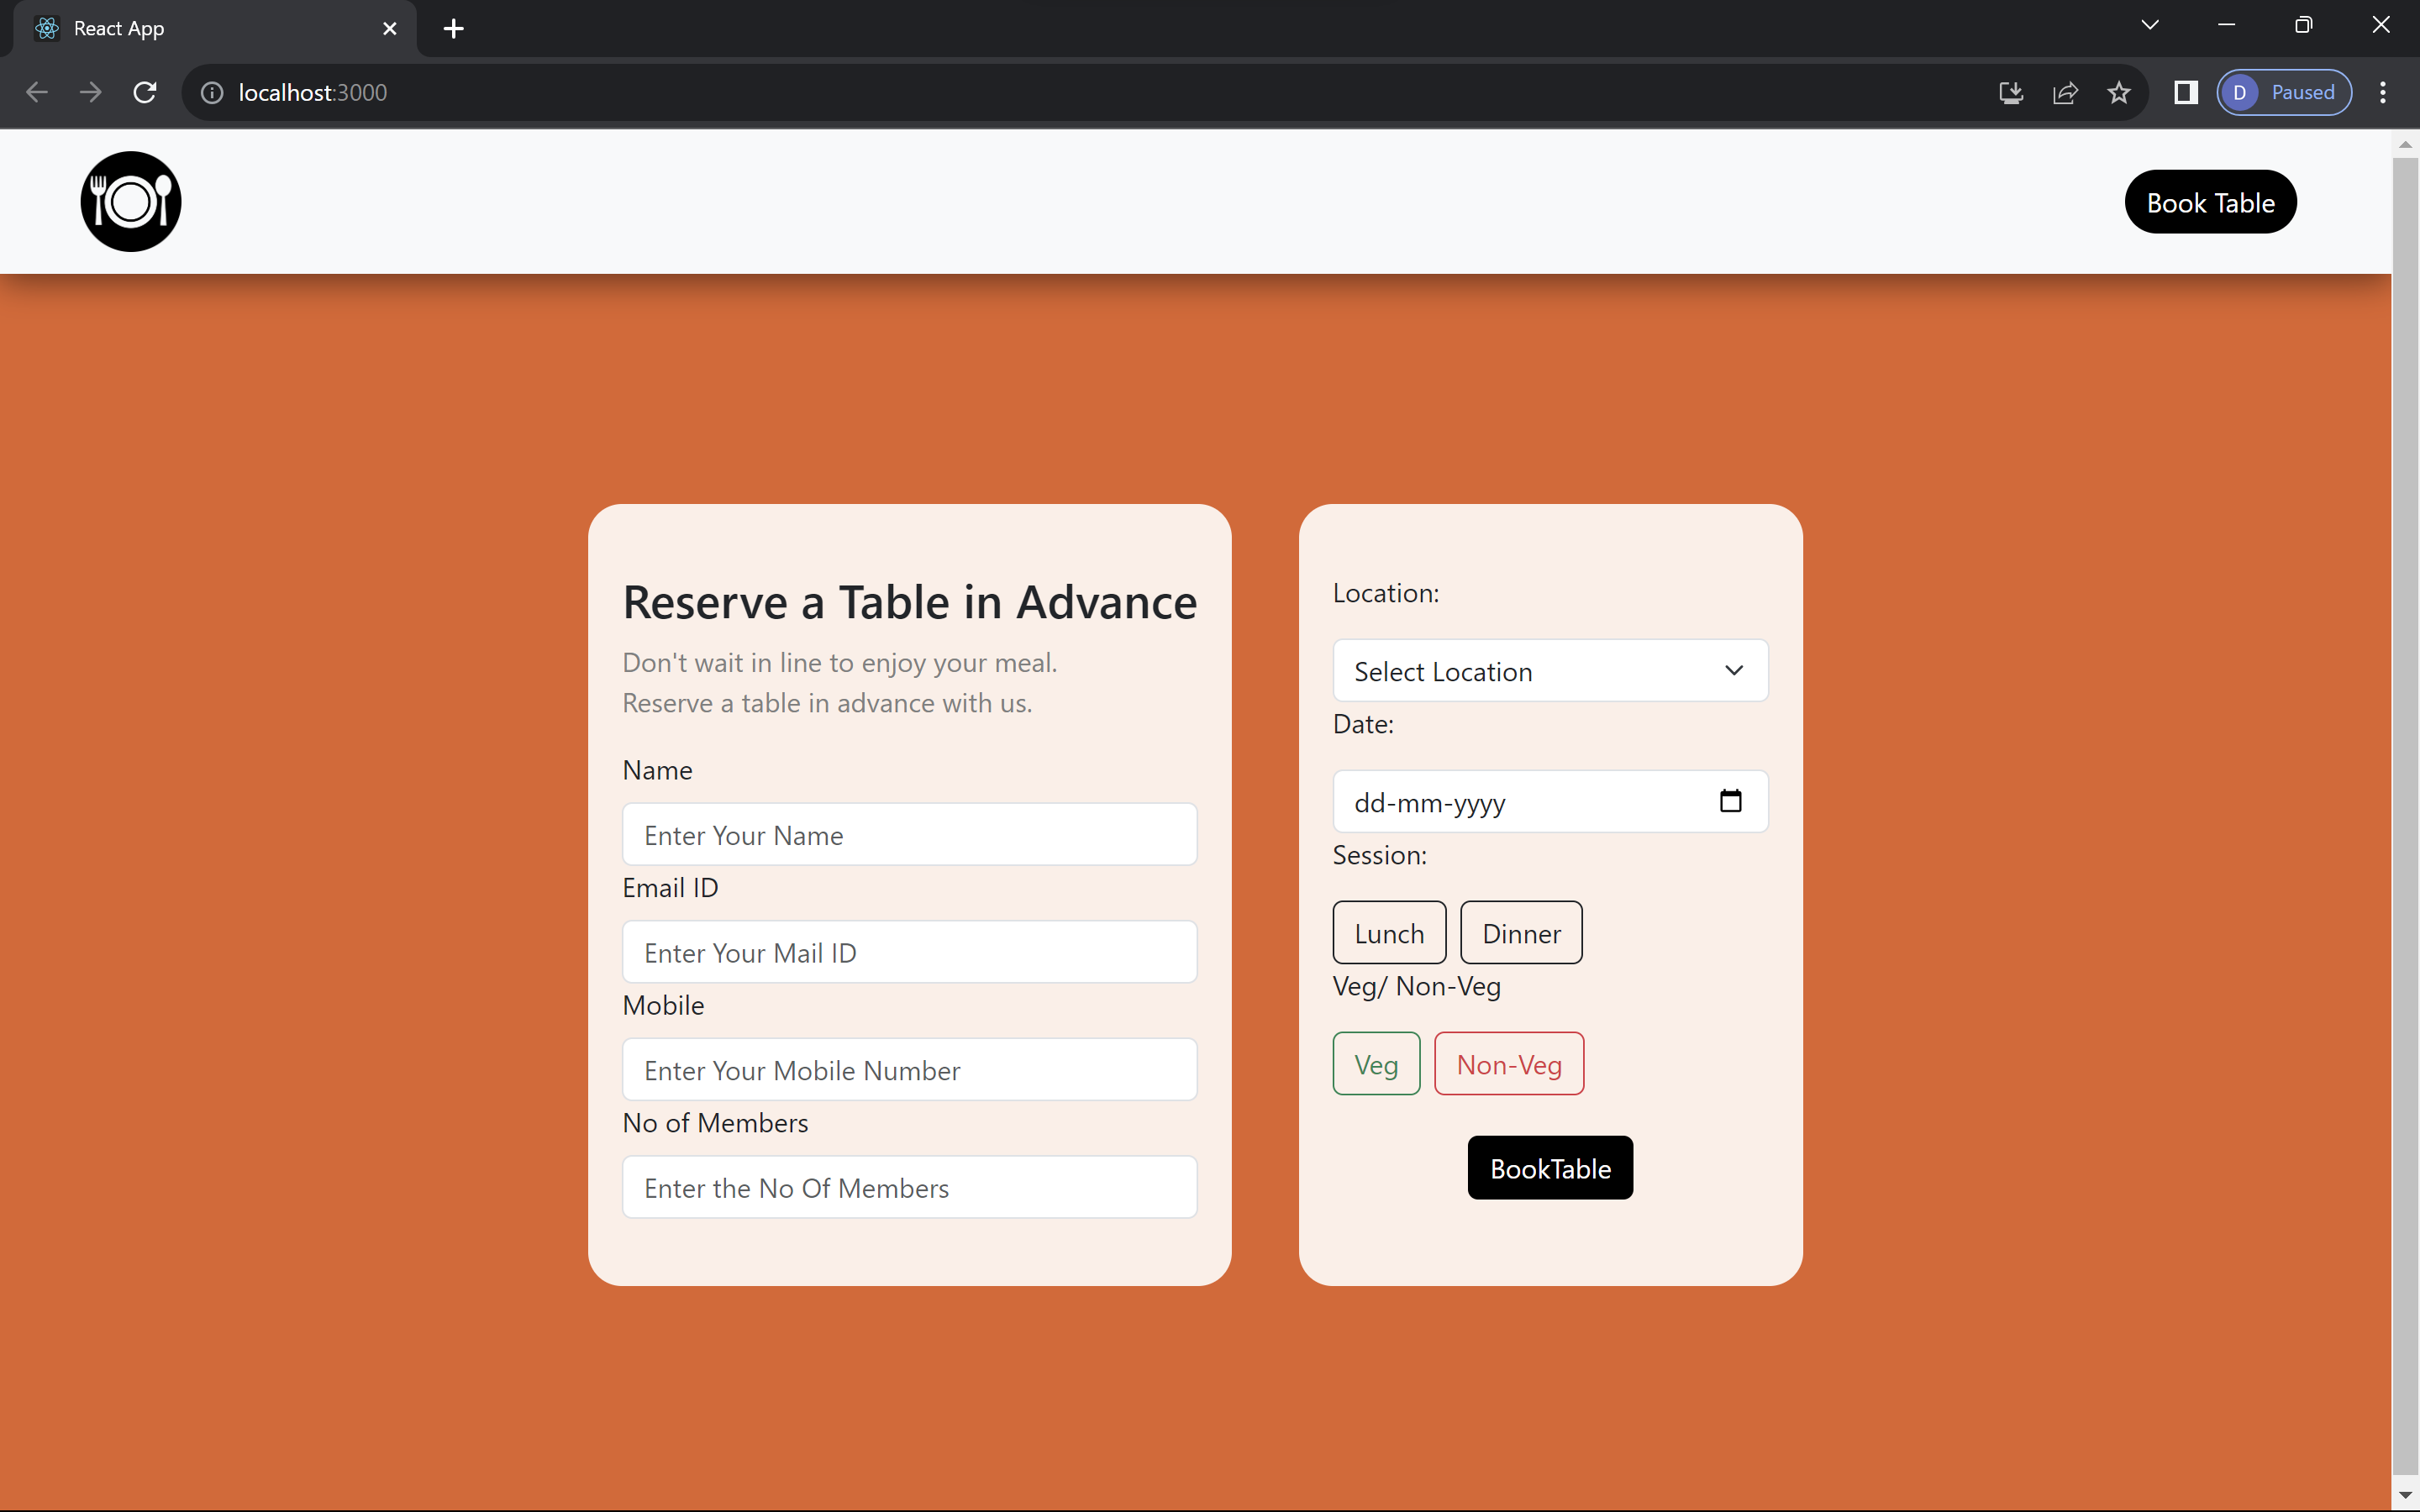 React App
localhost:3000
D Paused
Book Table
Reserve a Table in Advance
Don't wait in line to enjoy your meal.
Reserve a table in advance with us.
Name
Enter Your Name
Email ID
Enter Your Mail ID
Mobile
Enter Your Mobile Number
No of Members
Enter the No Of Members
Location:
Select Location
Date:
dd-mm-yyyy
Session:
Lunch Dinner
Veg/ Non-Veg
Veg Non-Veg
BookTable